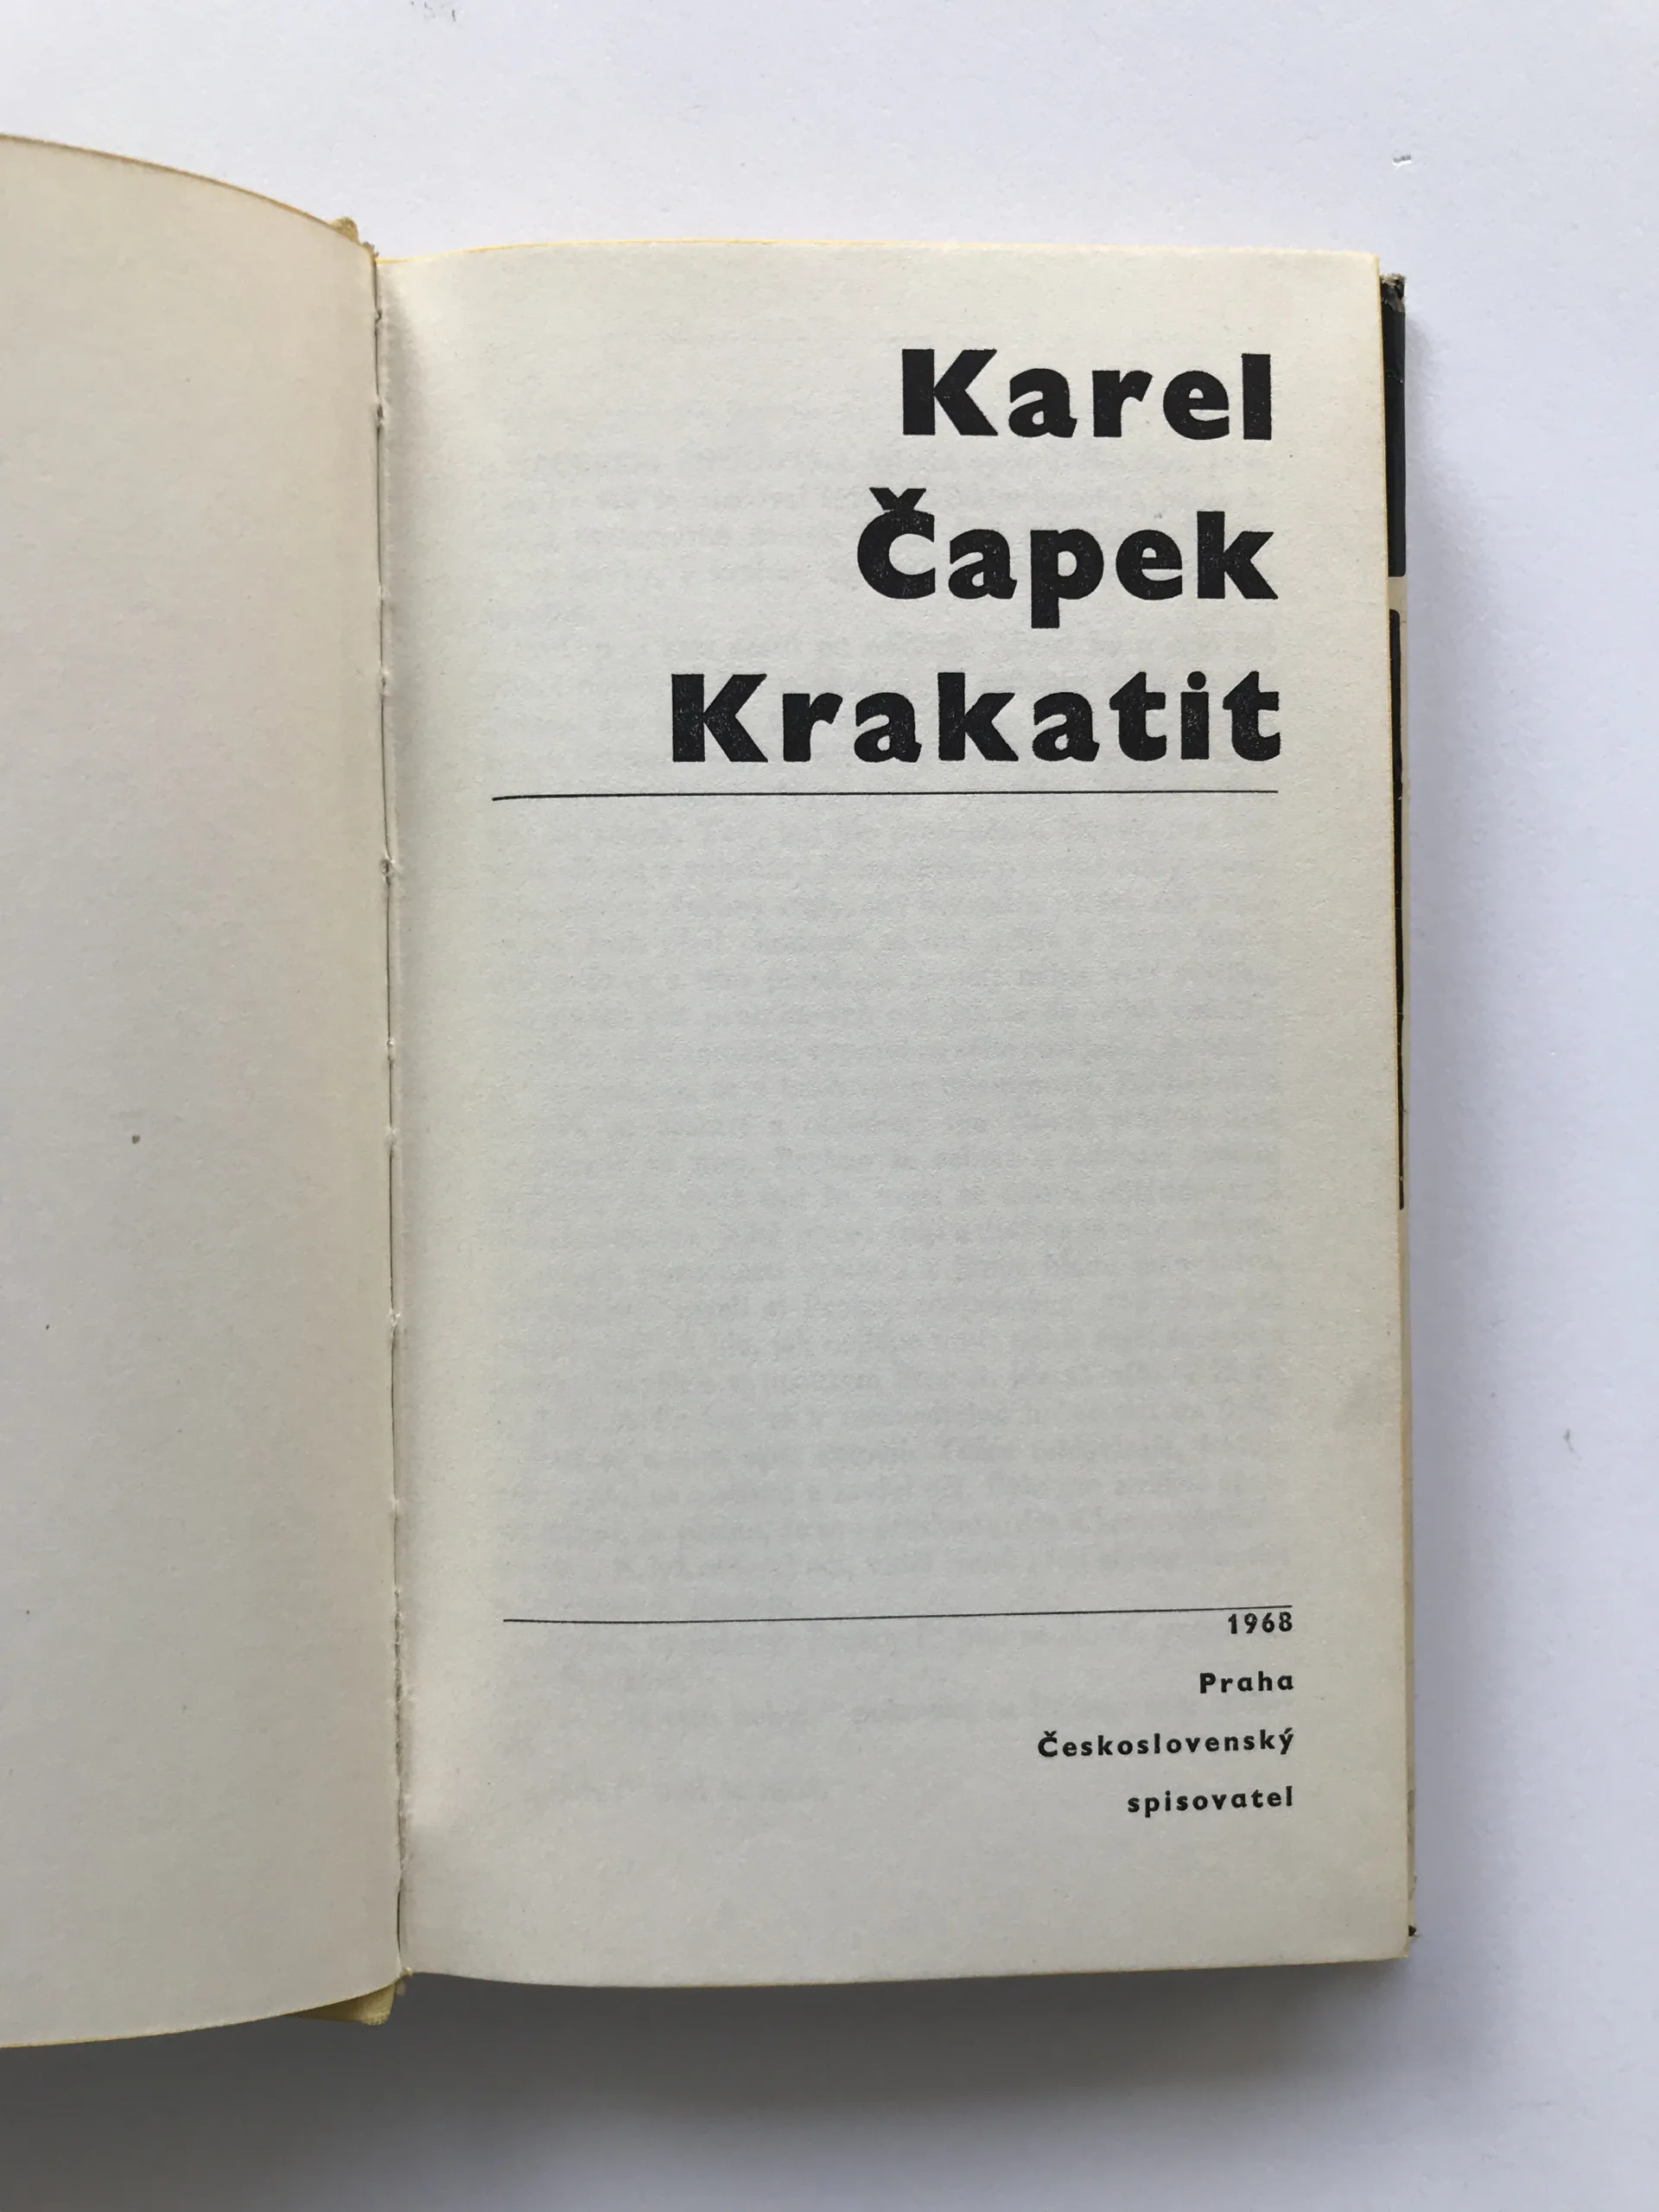 Karel
Čapek
Krakatit
1968
Praha
Československý
spisovatel